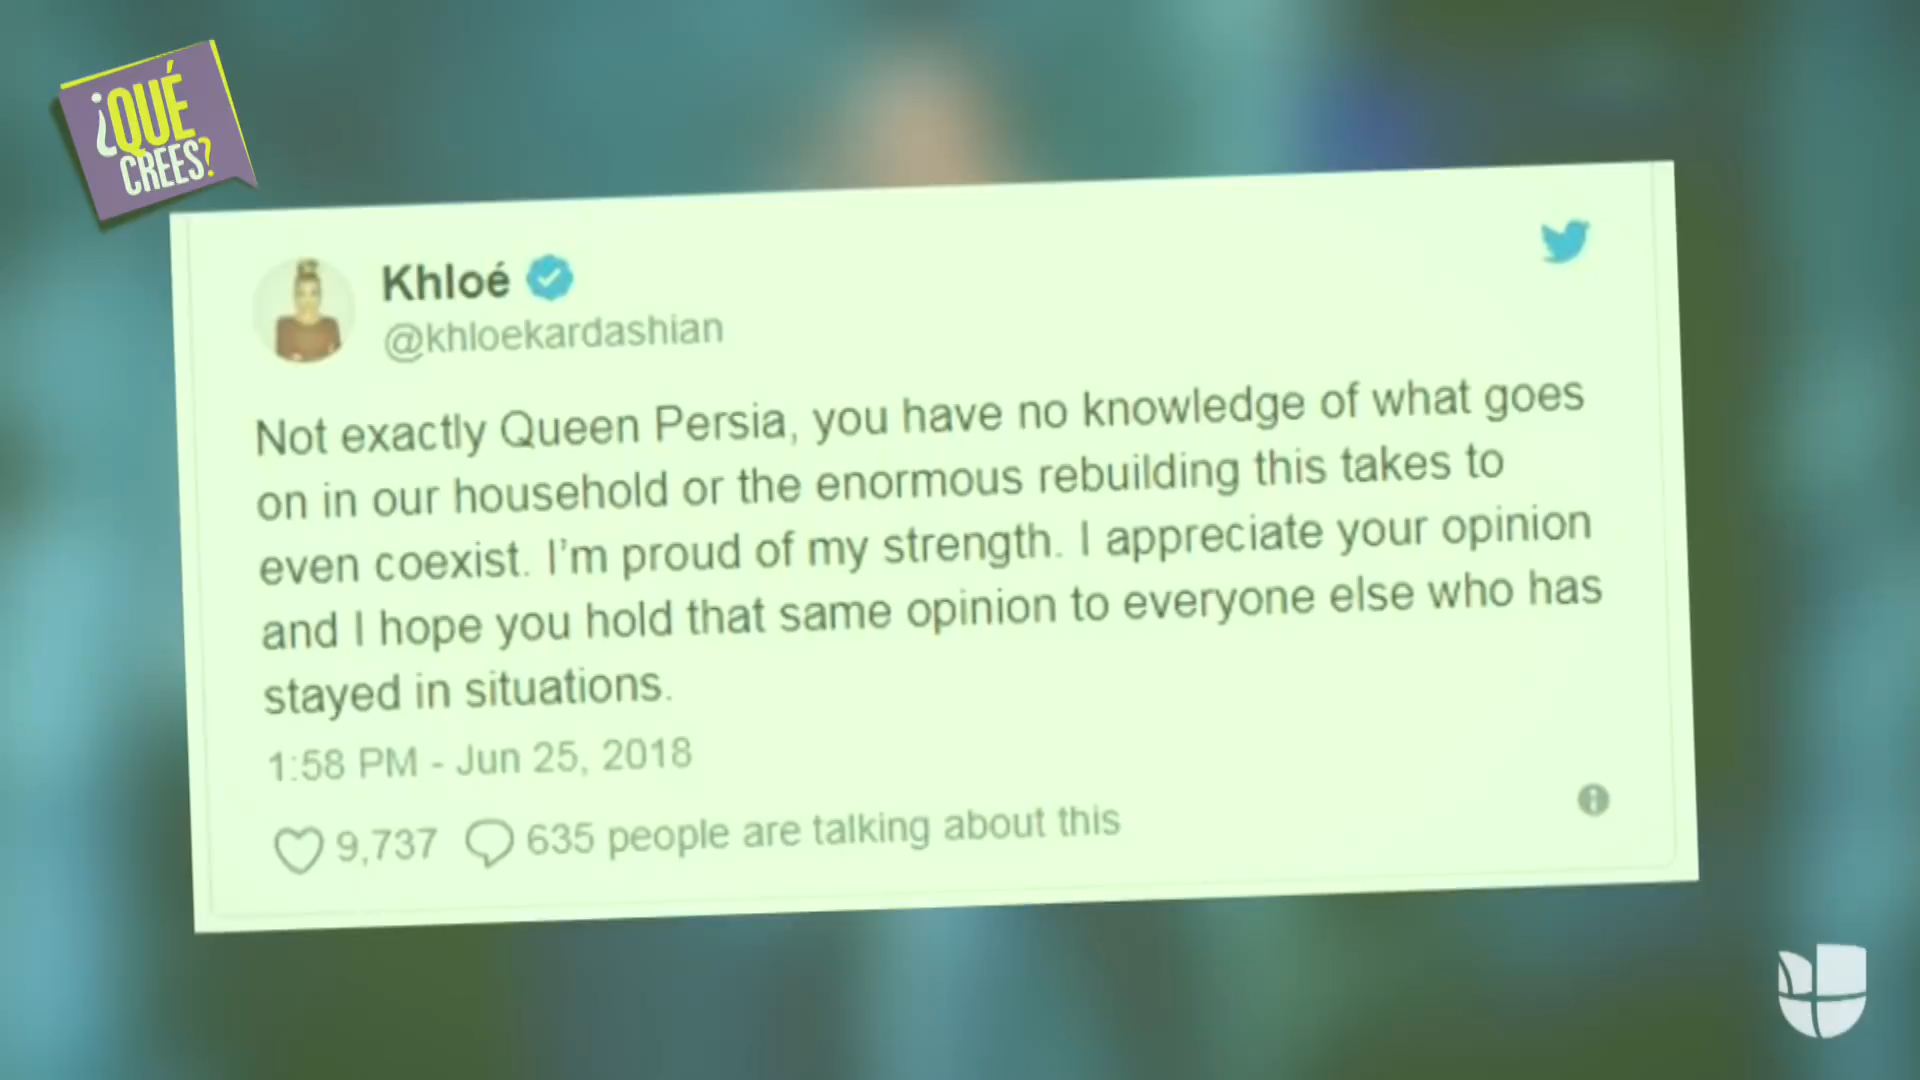 ¿QUÉ
CREES?
Khloé
@khloekardashian
Not exactly Queen Persia, you have no knowledge of what goes
on in our household or the enormous rebuilding this takes to
even coexist. I'm proud of my strength. I appreciate your opinion
and I hope you hold that same opinion to everyone else who has
stayed in situations.
1:58 PM - Jun 25, 2018
9,737 635 people are talking about this